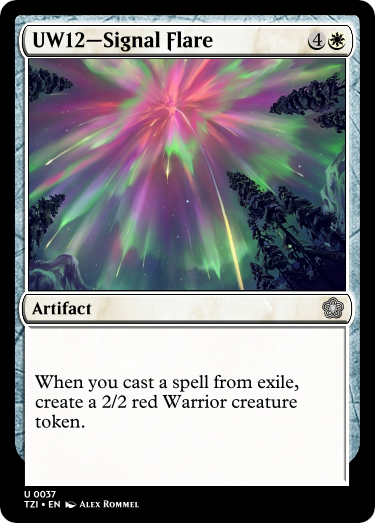 UW12—Signal Flare 4
Artifact
When you cast a spell from exile,
create a 2/2 red Warrior creature
token.
U 0037
TZI • EN Alex Rommel